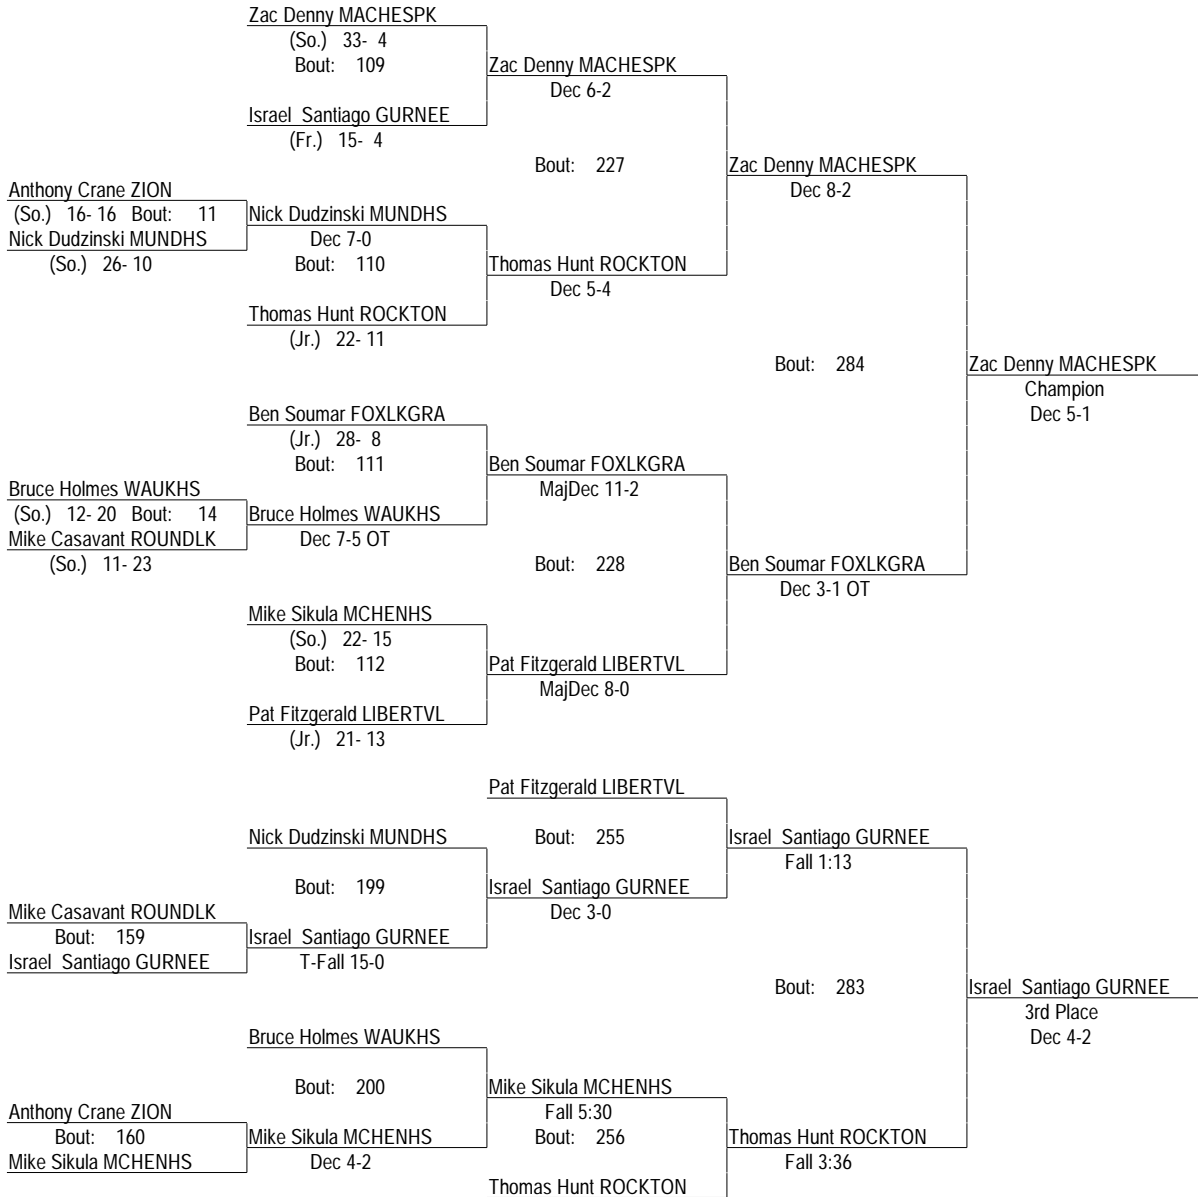 Zac Denny MACHESPK
(So.) 33- 4
Bout: 109
Zac Denny MACHESPK
Dec 6-2
Israel Santiago GURNEE
(Fr.) 15- 4
Bout: 227
Zac Denny MACHESPK
Dec 8-2
Anthony Crane ZION
(So.) 16- 16 Bout: 11
Nick Dudzinski MUNDHS
Nick Dudzinski MUNDHS
Dec 7-0
(So.) 26- 10
Bout: 110
Thomas Hunt ROCKTON
Dec 5-4
Thomas Hunt ROCKTON
(Jr.) 22- 11
Bout: 284
Zac Denny MACHESPK
Champion
Dec 5-1
Ben Soumar FOXLKGRA
(Jr.) 28- 8
Bout: 111
Ben Soumar FOXLKGRA
MajDec 11-2
Bruce Holmes WAUKHS
(So.) 12- 20 Bout: 14
Bruce Holmes WAUKHS
Mike Casavant ROUNDLK
Dec 7-5 OT
(So.) 11- 23
Bout: 228
Ben Soumar FOXLKGRA
Dec 3-1 OT
Mike Sikula MCHENHS
(So.) 22- 15
Bout: 112
Pat Fitzgerald LIBERTVL
MajDec 8-0
Pat Fitzgerald LIBERTVL
(Jr.) 21- 13
Pat Fitzgerald LIBERTVL
Nick Dudzinski MUNDHS
Bout: 255
Israel Santiago GURNEE
Fall 1:13
Bout: 199
Israel Santiago GURNEE
Dec 3-0
Mike Casavant ROUNDLK
Bout: 159
Israel Santiago GURNEE
Israel Santiago GURNEE
T-Fall 15-0
Bout: 283
Israel Santiago GURNEE
3rd Place
Dec 4-2
Bruce Holmes WAUKHS
Bout: 200
Mike Sikula MCHENHS
Fall 5:30
Anthony Crane ZION
Bout: 160
Mike Sikula MCHENHS
Bout: 256
Thomas Hunt ROCKTON
Mike Sikula MCHENHS
Dec 4-2
Fall 3:36
Thomas Hunt ROCKTON